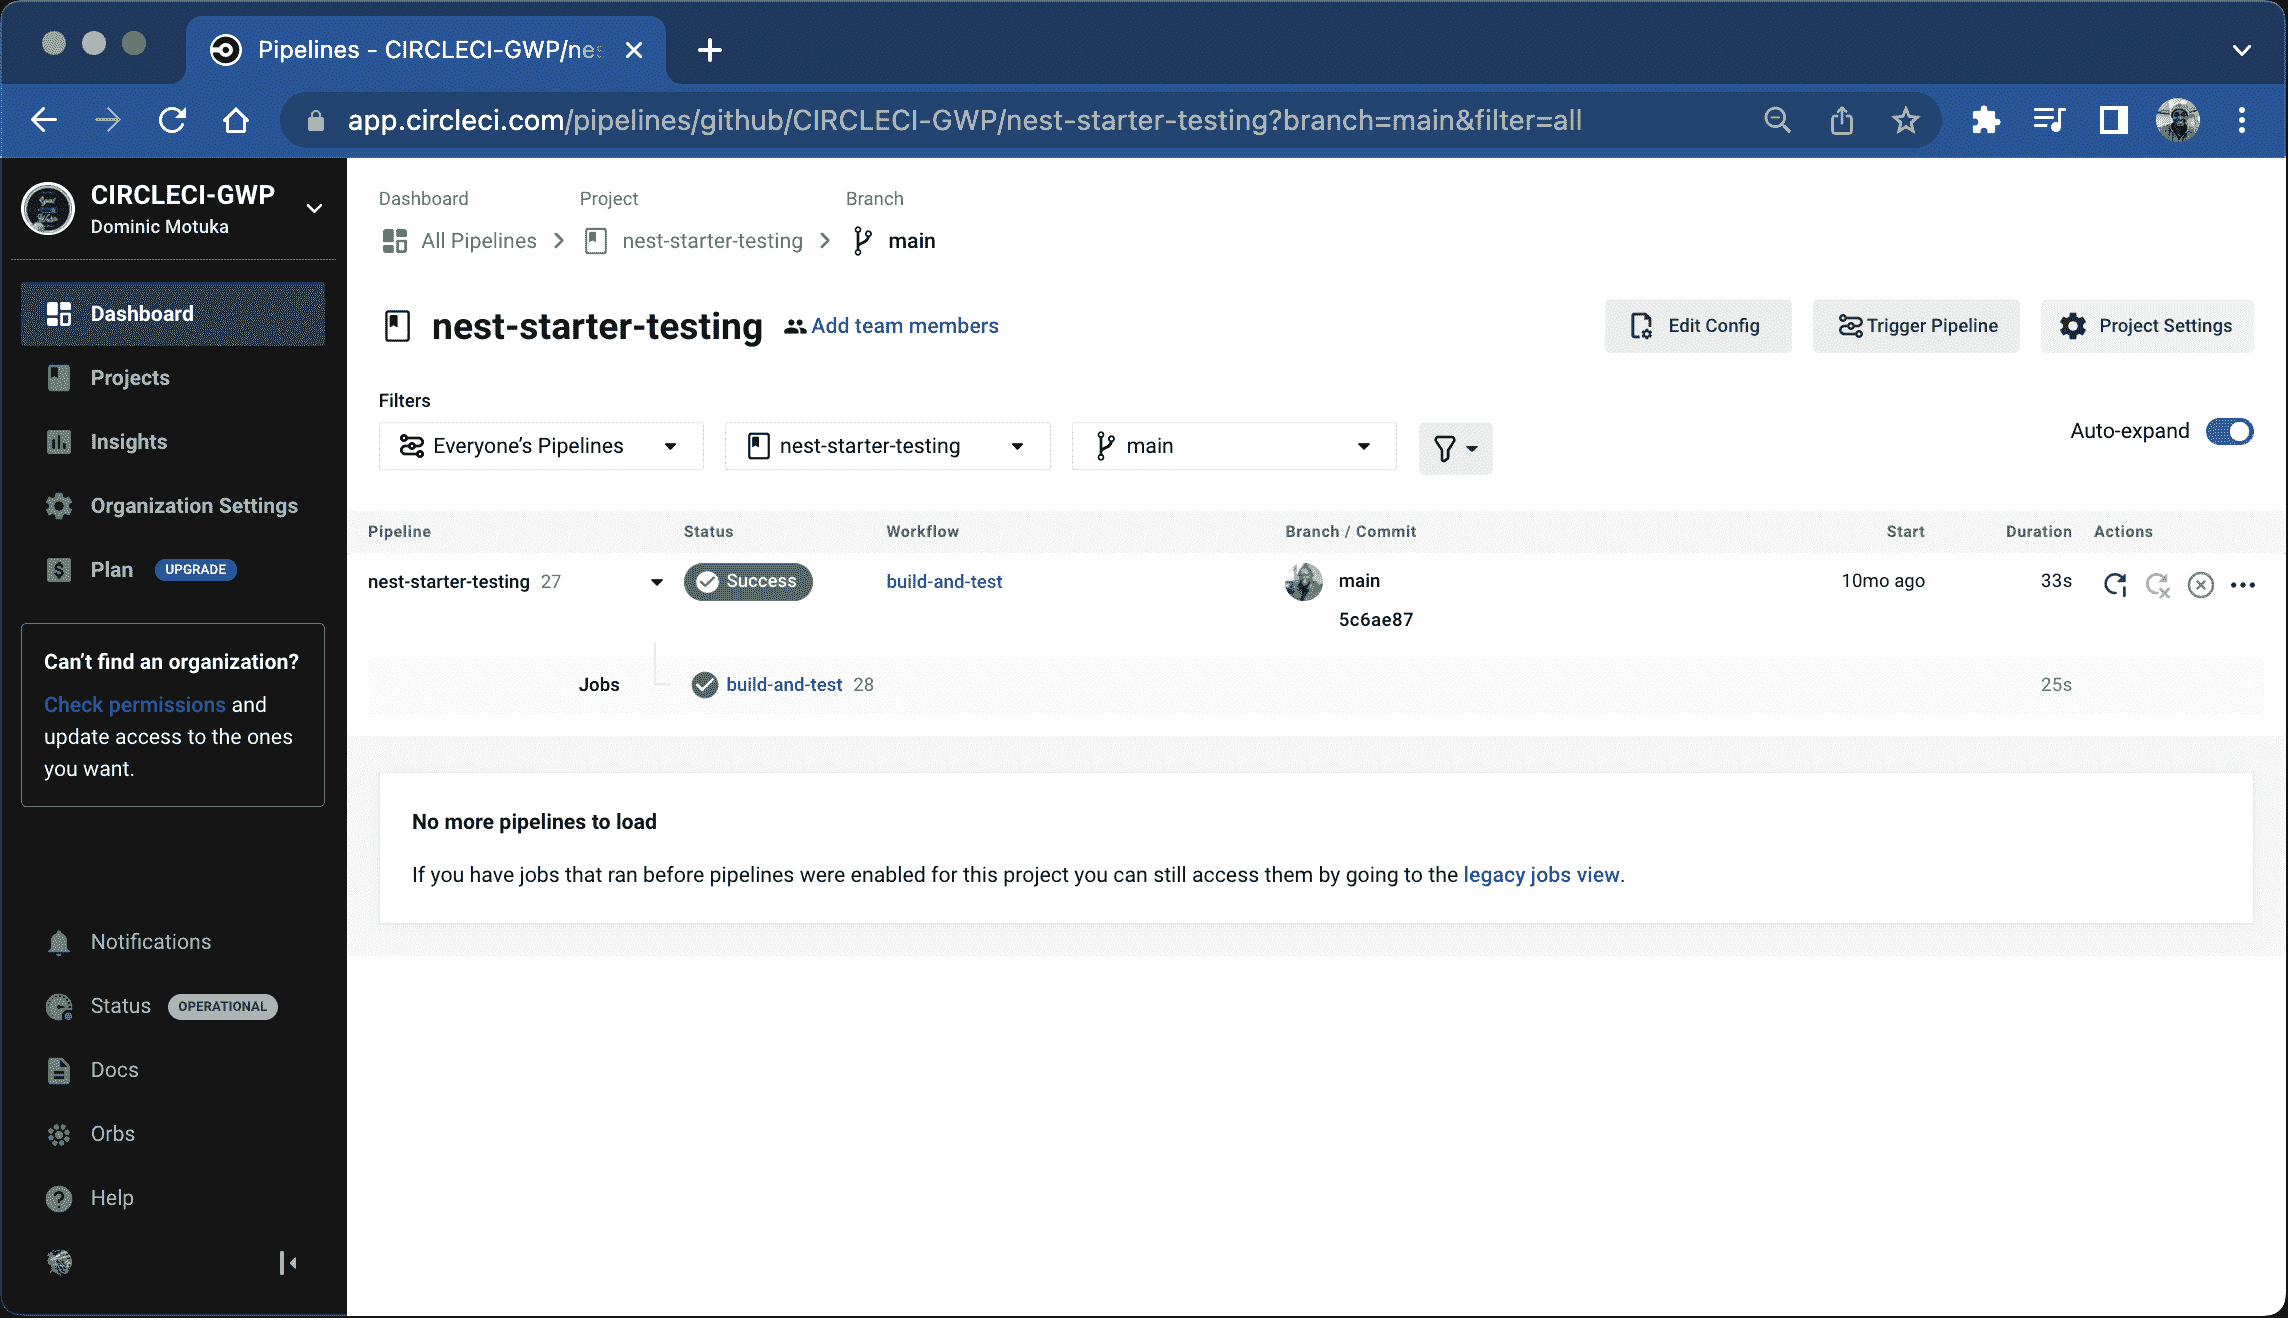 Pipelines - CIRCLECI-GWP/nes
app.circleci.com/pipelines/github/CIRCLECI-GWP/nest-starter-testing?branch=main&filter=all
CIRCLECI-GWP
Dominic Motuka
Dashboard
Projects
Insights
Organization Settings
Plan UPGRADE
Can't find an organization?
Check permissions and
update access to the ones
you want.
Notifications
Status OPERATIONAL
Docs
Orbs
Help
Dashboard Project Branch
All Pipelines nest-starter-testing main
nest-starter-testing Add team members
Edit Config Trigger Pipeline Project Settings
Filters
Everyone's Pipelines nest-starter-testing main
Auto-expand
Pipeline Status Workflow Branch / Commit Start Duration Actions
nest-starter-testing 27 Success build-and-test main 10mo ago 33s
5c6ae87
Jobs build-and-test 28 25s
No more pipelines to load
If you have jobs that ran before pipelines were enabled for this project you can still access them by going to the legacy jobs view.